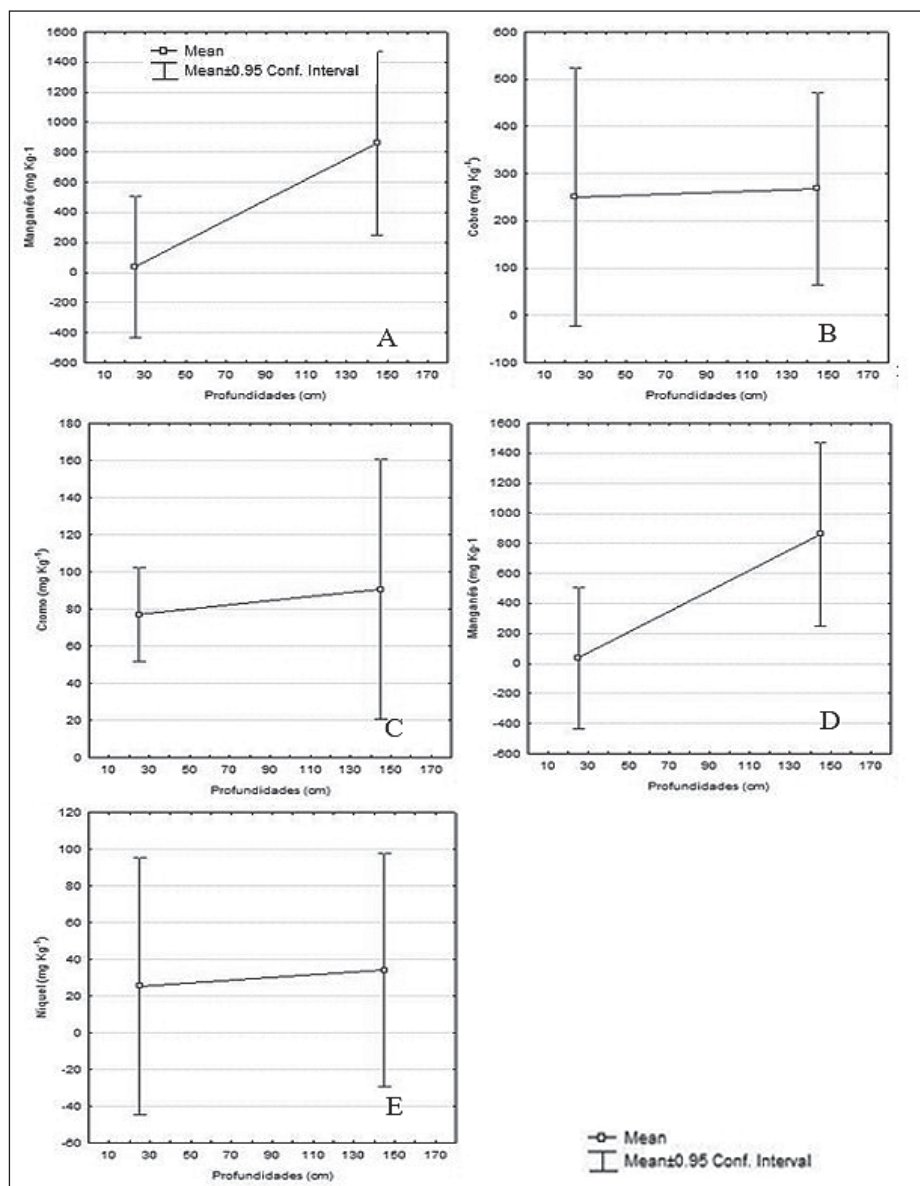 Mean
Mean±0.95 Conf. Interval
Manganés (mg Kg-1
1600
1400
1200
1000
800
600
400
200
0
-200
-400
-600
A
10 30 50 70 90 110 130 150 170
Profundidades (cm)
Cobre (mg Kg-1)
600
500
400
300
200
100
0
-100
B
10 30 50 70 90 110 130 150 170
Profundidades (cm)
Cromo (mg Kg-1)
180
160
140
120
100
80
60
40
20
0
C
10 30 50 70 90 110 130 150 170
Profundidades (cm)
Manganés (mg Kg-1
1600
1400
1200
1000
800
600
400
200
0
-200
-400
-600
D
10 30 50 70 90 110 130 150 170
Profundidades (cm)
Niquel (mg Kg-1)
120
100
80
60
40
20
0
-20
-40
-60
E
10 30 50 70 90 110 130 150 170
Profundidades (cm)
Mean
Mean±0.95 Conf. Interval